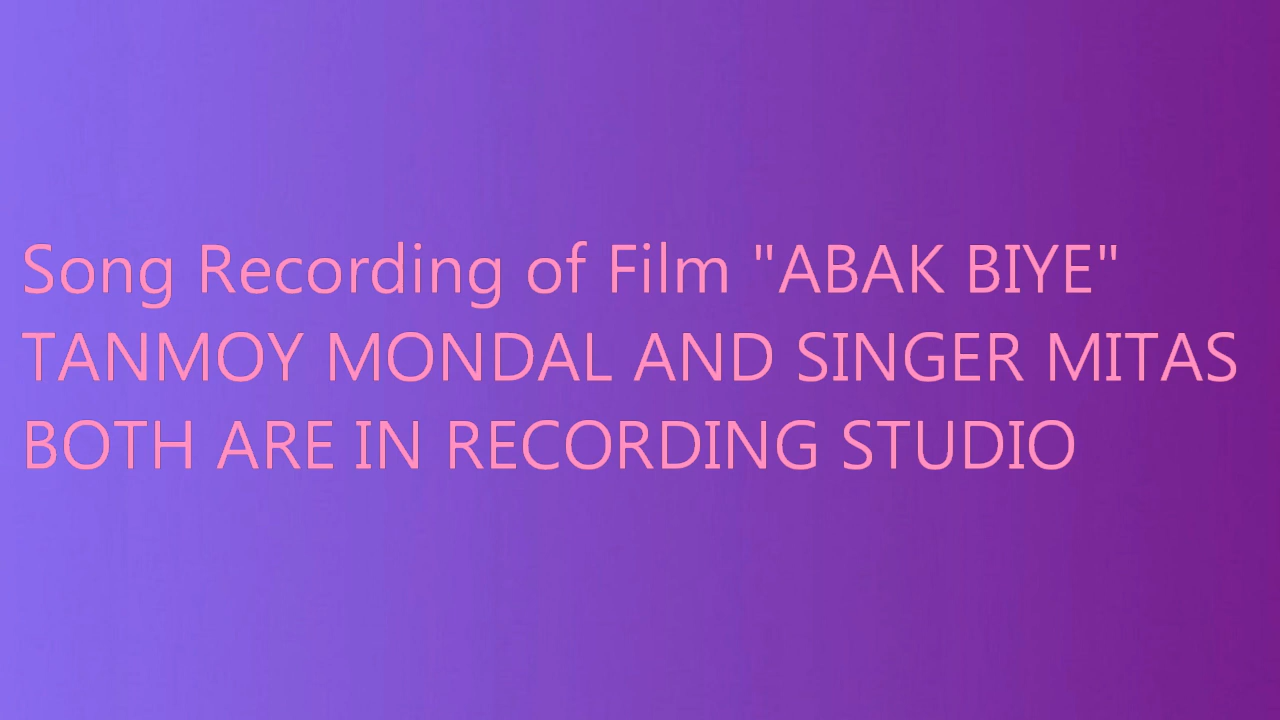 Song Recording of Film "ABAK BIYE"
TANMOY MONDAL AND SINGER MITAS
BOTH ARE IN RECORDING STUDIO